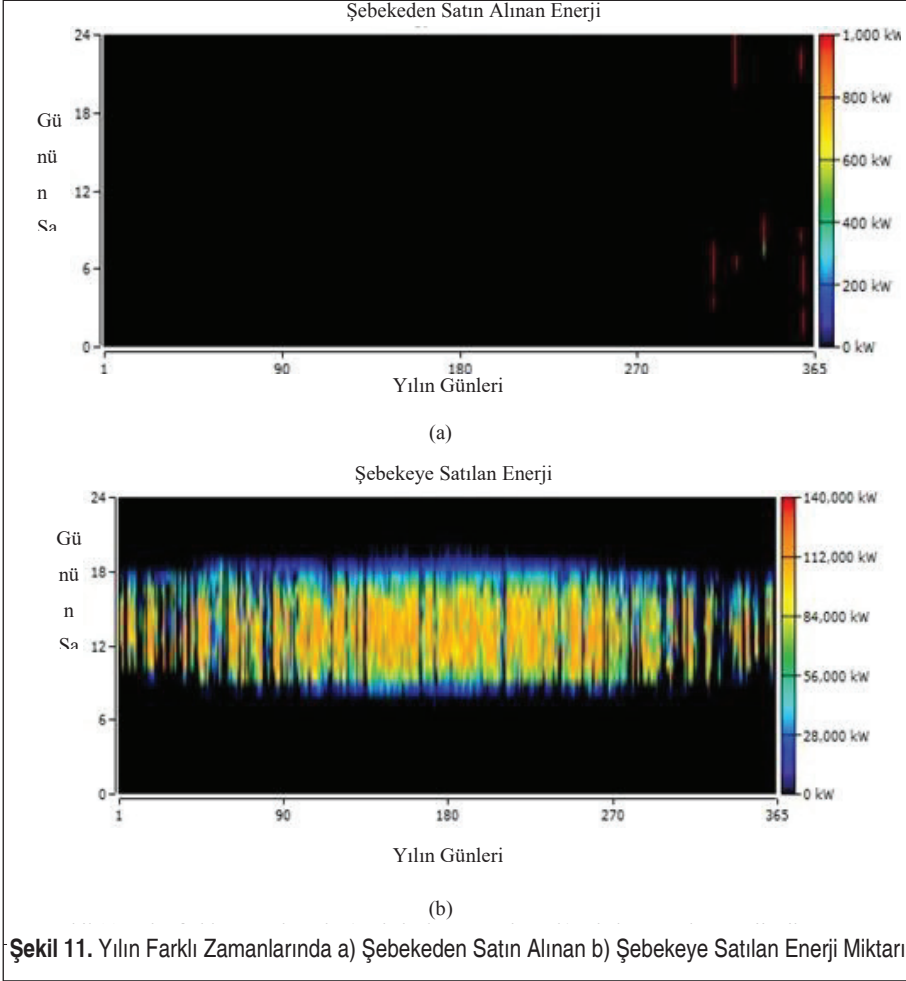 Şebekeden Satın Alınan Enerji
24
18
12
6
0
Gü
nü
n
Sa
1,000 kW
800 kW
600 kW
400 kW
200 kW
0 kW
1
90
180
270
365
Yılın Günleri
(a)
Şebekeye Satılan Enerji
24
18
12
6
0
Gü
nü
n
Sa
140,000 kW
112,000 kW
84,000 kW
56,000 kW
28,000 kW
0 kW
1
90
180
270
365
Yılın Günleri
(b)
Şekil 11. Yılın Farklı Zamanlarında a) Şebekeden Satın Alınan b) Şebekeye Satılan Enerji Miktarı